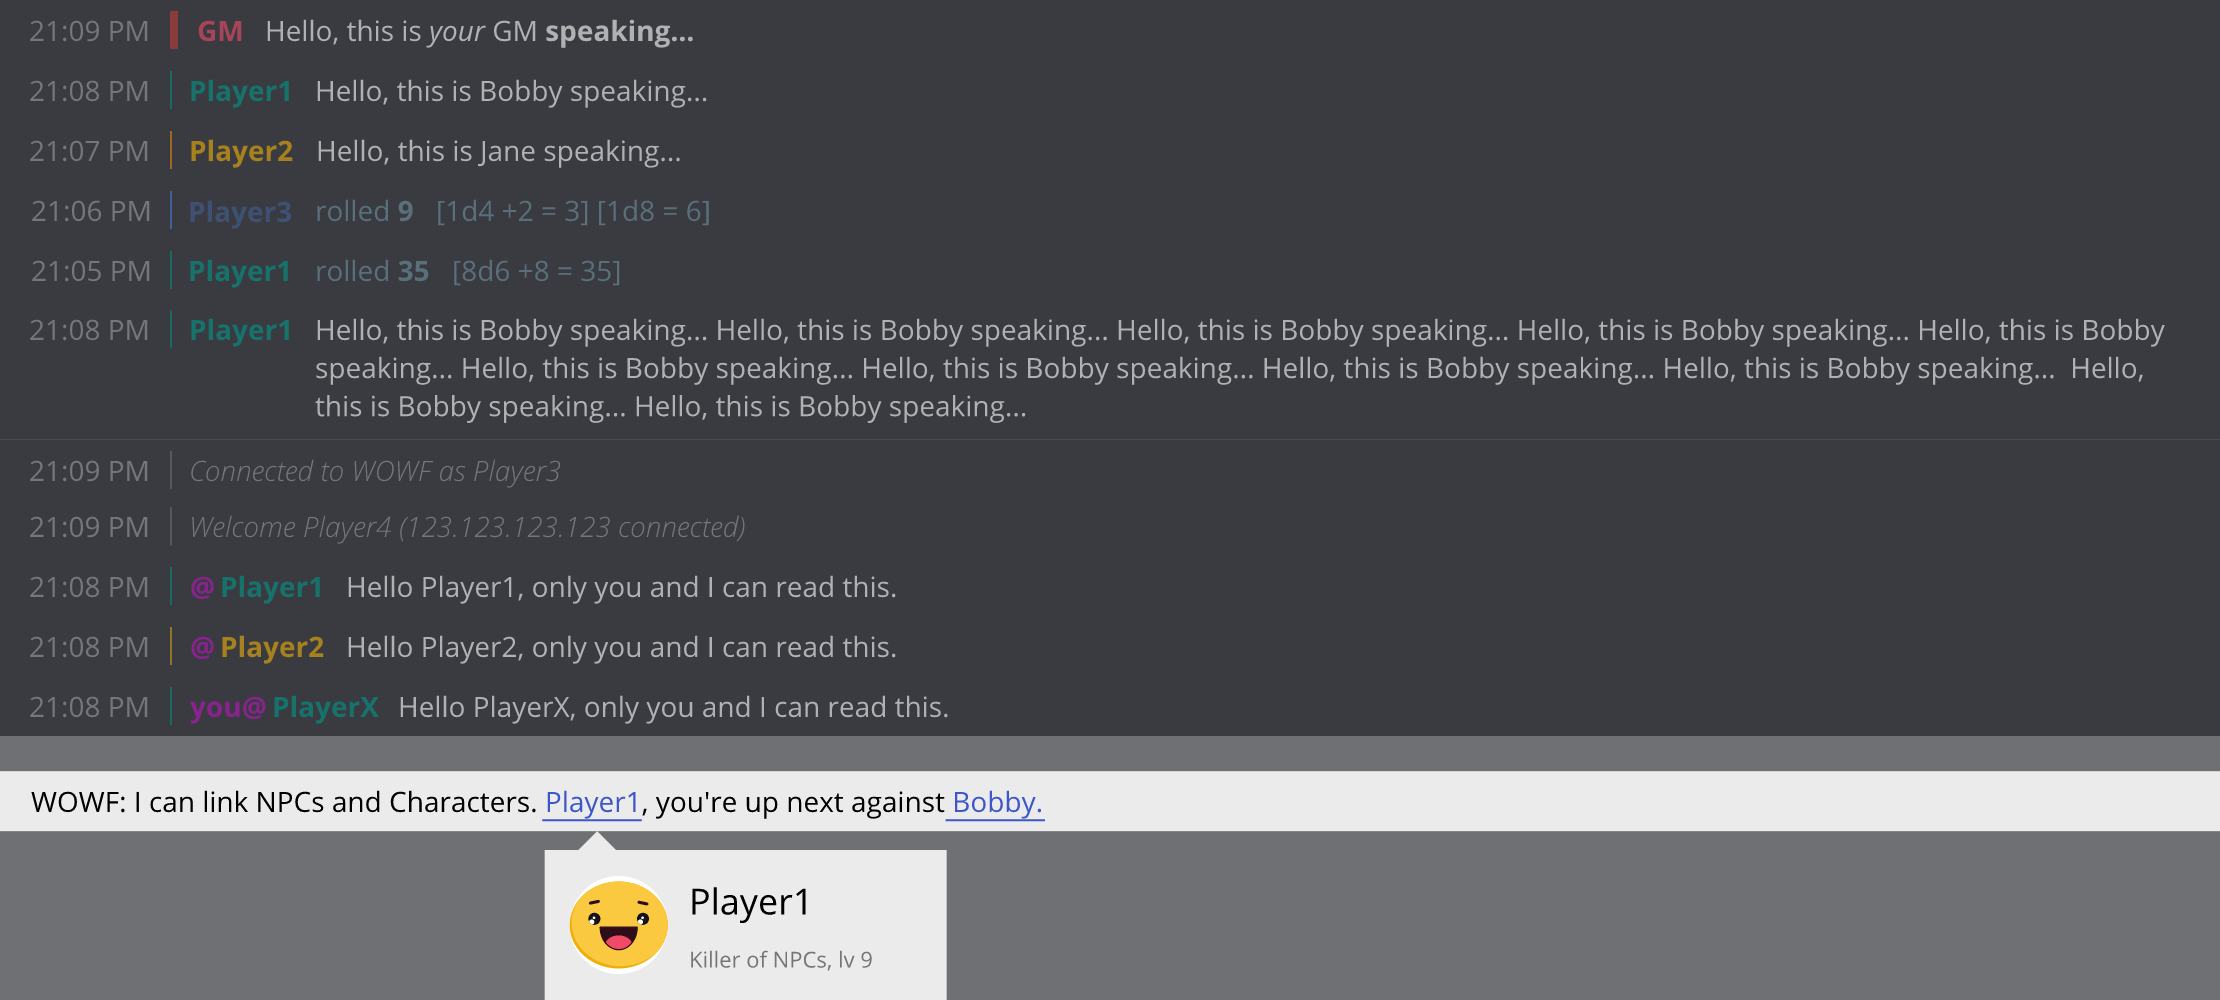 21:09 PM GM Hello, this is your GM speaking...
21:08 PM Player1 Hello, this is Bobby speaking...
21:07 PM Player2 Hello, this is Jane speaking...
21:06 PM Player3 rolled 9 [1d4 +2 = 3] [1d8 = 6]
21:05 PM Player1 rolled 35 [8d6 +8 = 35]
21:08 PM Player1 Hello, this is Bobby speaking... Hello, this is Bobby speaking... Hello, this is Bobby speaking... Hello, this is Bobby speaking... Hello, this is Bobby
speaking... Hello, this is Bobby speaking... Hello, this is Bobby speaking... Hello, this is Bobby speaking... Hello, this is Bobby speaking... Hello,
this is Bobby speaking... Hello, this is Bobby speaking...
21:09 PM Connected to WOWF as Player3
21:09 PM Welcome Player4 (123.123.123.123 connected)
21:08 PM @Player1 Hello Player1, only you and I can read this.
21:08 PM @Player2 Hello Player2, only you and I can read this.
21:08 PM you@PlayerX Hello PlayerX, only you and I can read this.
WOWF: I can link NPCs and Characters. Player1, you're up next against Bobby.
Player1
Killer of NPCs, lv 9